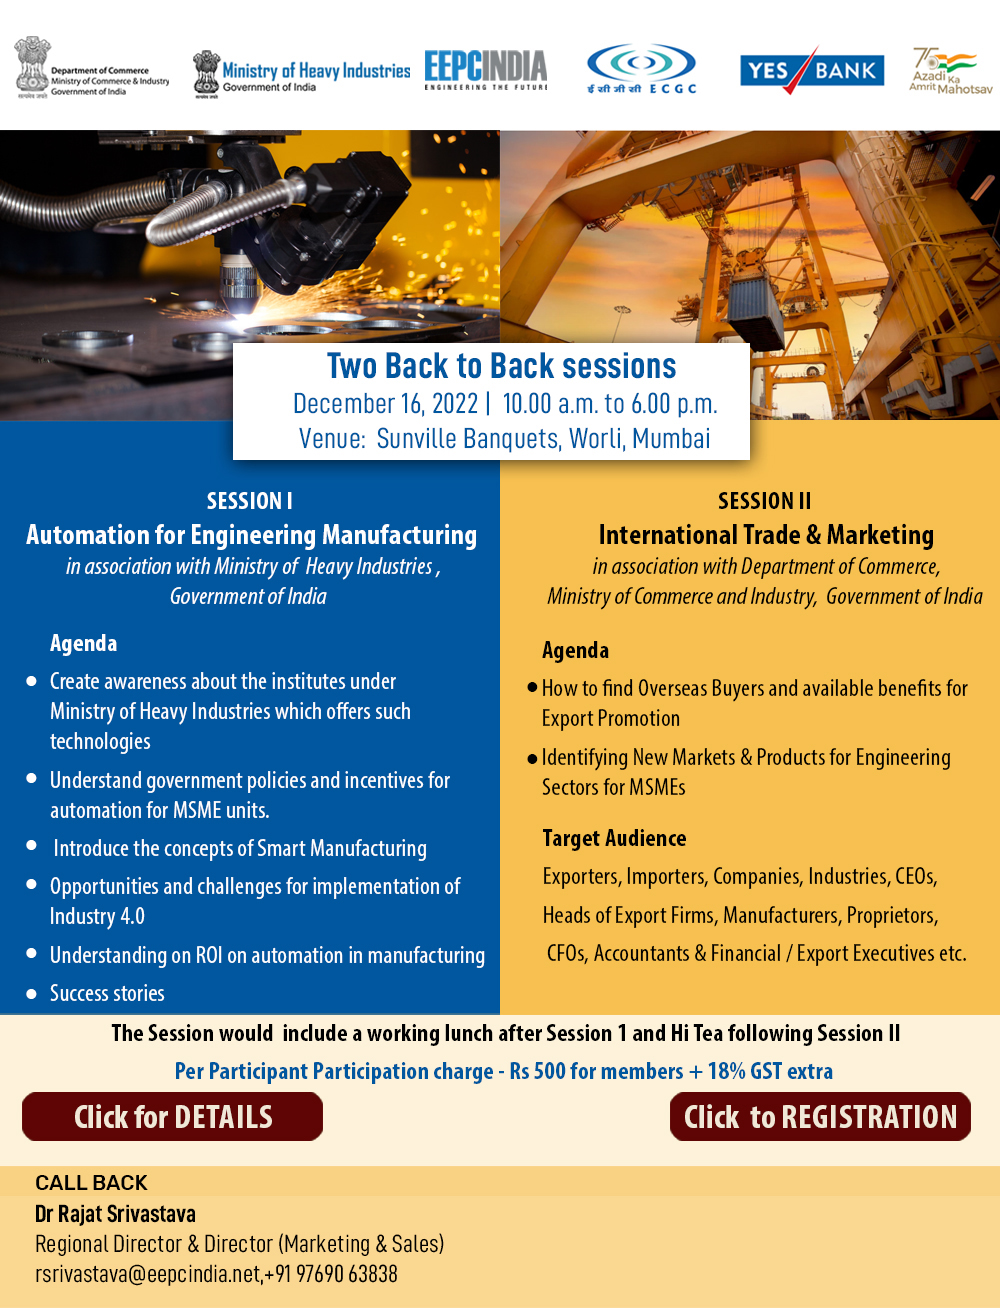 Department of Commerce
Ministry of Commerce & Industry
Government of India
सत्यमेव जयते
Ministry of Heavy Industries
Government of India
सत्यमेव जयते
EEPCINDIA
ENGINEERING THE FUTURE
ई सी जी सी ECGC
YES BANK
75
Azadi Ka
Amrit Mahotsav
Two Back to Back sessions
December 16, 2022 | 10.00 a.m. to 6.00 p.m.
Venue: Sunville Banquets, Worli, Mumbai
SESSION I
Automation for Engineering Manufacturing
in association with Ministry of Heavy Industries ,
Government of India
Agenda
Create awareness about the institutes under
Ministry of Heavy Industries which offers such
technologies
Understand government policies and incentives for
automation for MSME units.
Introduce the concepts of Smart Manufacturing
Opportunities and challenges for implementation of
Industry 4.0
Understanding on ROI on automation in manufacturing
Success stories
SESSION II
International Trade & Marketing
in association with Department of Commerce,
Ministry of Commerce and Industry, Government of India
Agenda
How to find Overseas Buyers and available benefits for
Export Promotion
Identifying New Markets & Products for Engineering
Sectors for MSMEs
Target Audience
Exporters, Importers, Companies, Industries, CEOs,
Heads of Export Firms, Manufacturers, Proprietors,
CFOs, Accountants & Financial / Export Executives etc.
The Session would include a working lunch after Session 1 and Hi Tea following Session II
Per Participant Participation charge - Rs 500 for members + 18% GST extra
Click for DETAILS
Click to REGISTRATION
CALL BACK
Dr Rajat Srivastava
Regional Director & Director (Marketing & Sales)
rsrivastava@eepcindia.net,+91 97690 63838